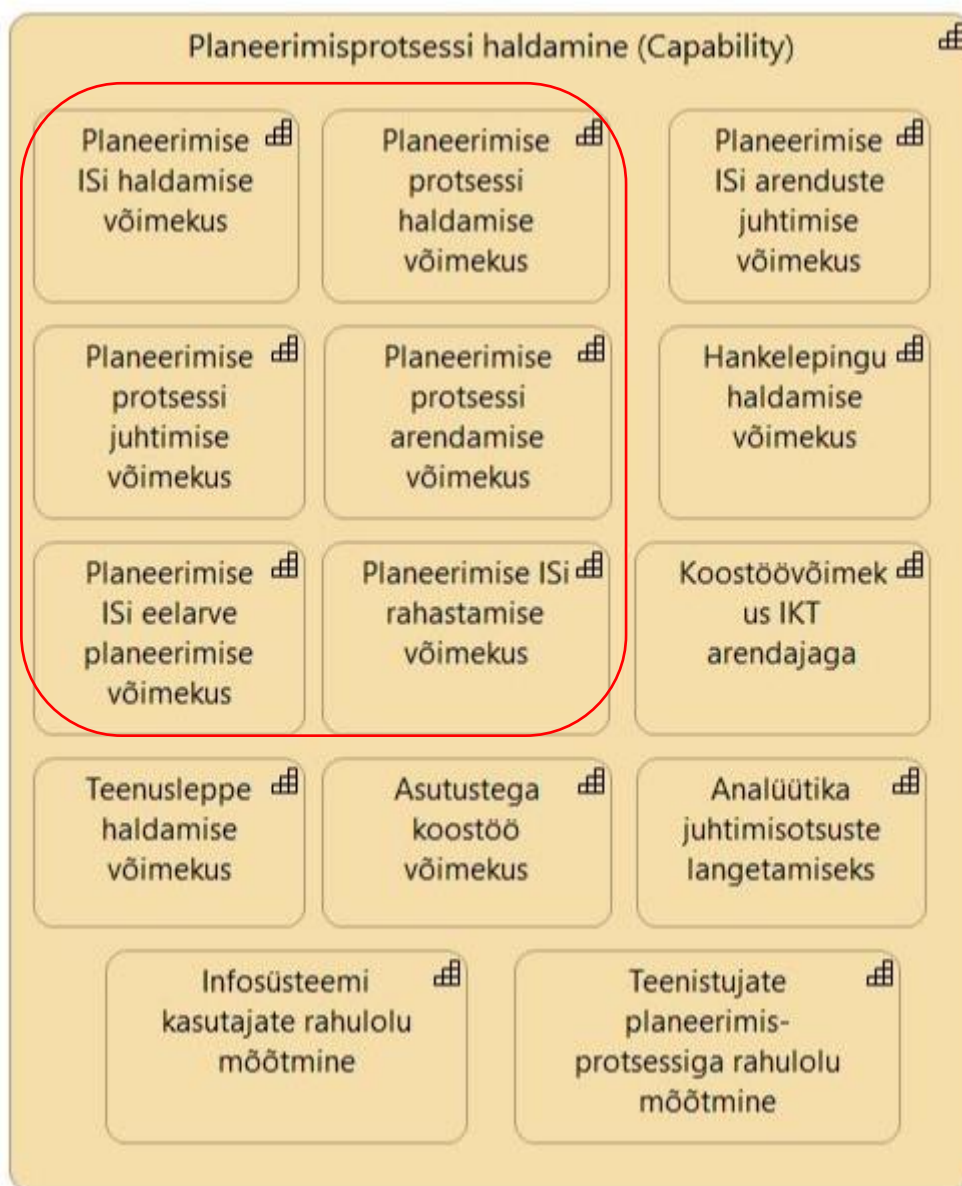 Planeerimisprotsessi haldamine (Capability)
Planeerimise
ISi haldamise
võimekus
Planeerimise
protsessi
haldamise
võimekus
Planeerimise
ISi arenduste
juhtimise
võimekus
Planeerimise
protsessi
juhtimise
võimekus
Planeerimise
protsessi
arendamise
võimekus
Hankelepingu
haldamise
võimekus
Planeerimise
ISi eelarve
planeerimise
võimekus
Planeerimise ISi
rahastamise
võimekus
Koostöövõimek
us IKT
arendajaga
Teenusleppe
haldamise
võimekus
Asutustega
koostöö
võimekus
Analüütika
juhtimisotsuste
langetamiseks
Infosüsteemi
kasutajate rahulolu
mõõtmine
Teenistujate
planeerimis-
protsessiga rahulolu
mõõtmine